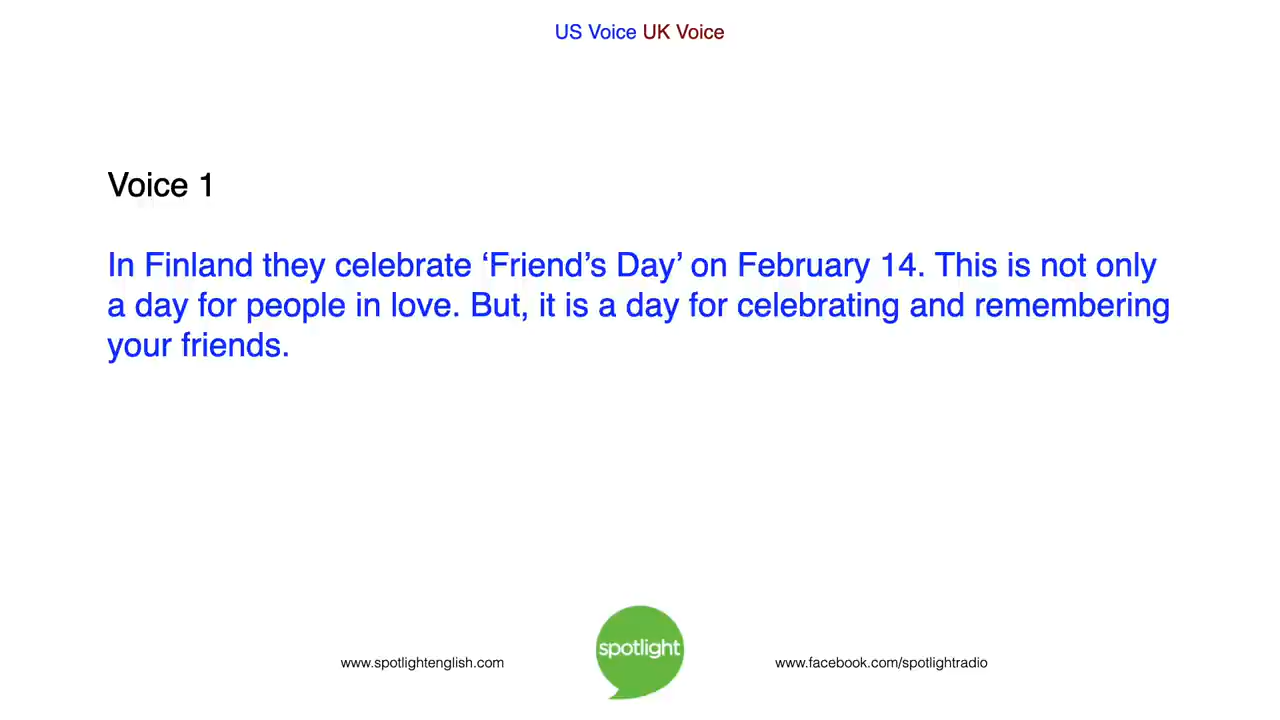 US Voice UK Voice
Voice 1
In Finland they celebrate ‘Friend’s Day’ on February 14. This is not only
a day for people in love. But, it is a day for celebrating and remembering
your friends.
spotlight
www.spotlightenglish.com
www.facebook.com/spotlightradio